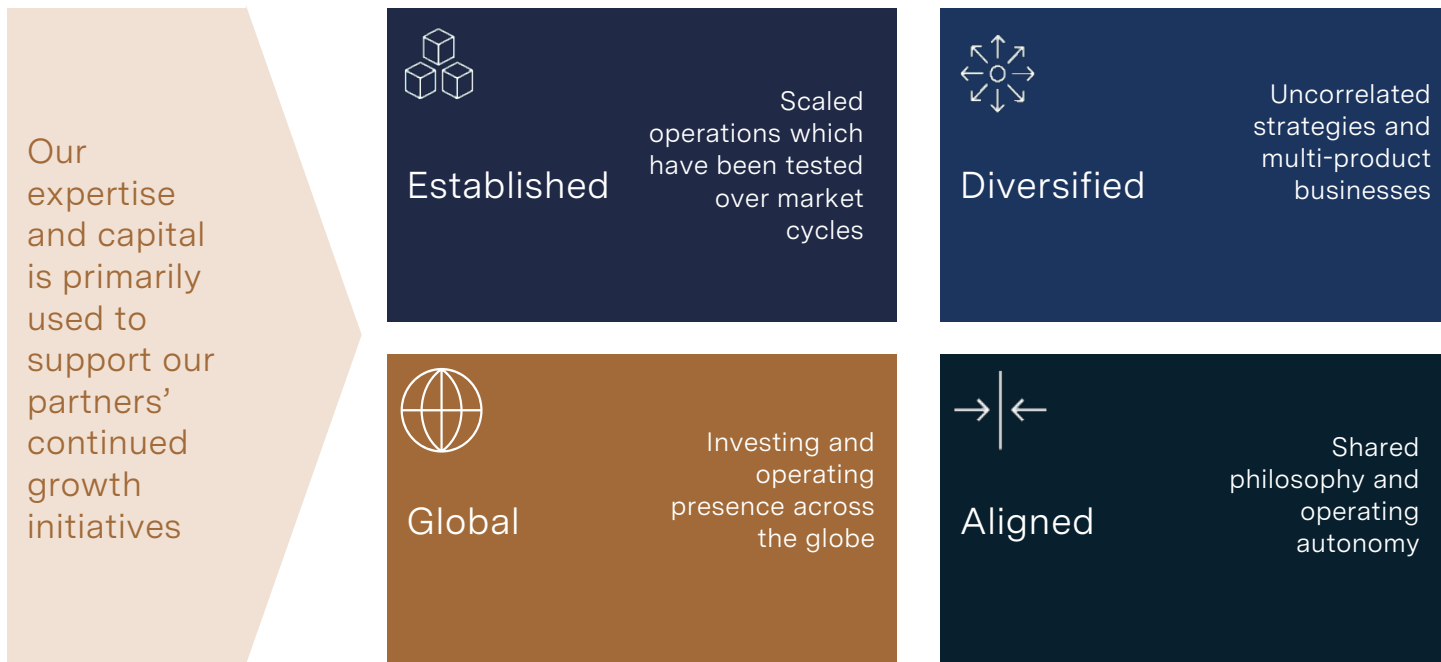 Our
expertise
and capital
is primarily
used to
support our
partners’
continued
growth
initiatives
Established
Scaled
operations which
have been tested
over market
cycles
Diversified
Uncorrelated
strategies and
multi-product
businesses
Global
Investing and
operating
presence across
the globe
Aligned
Shared
philosophy and
operating
autonomy